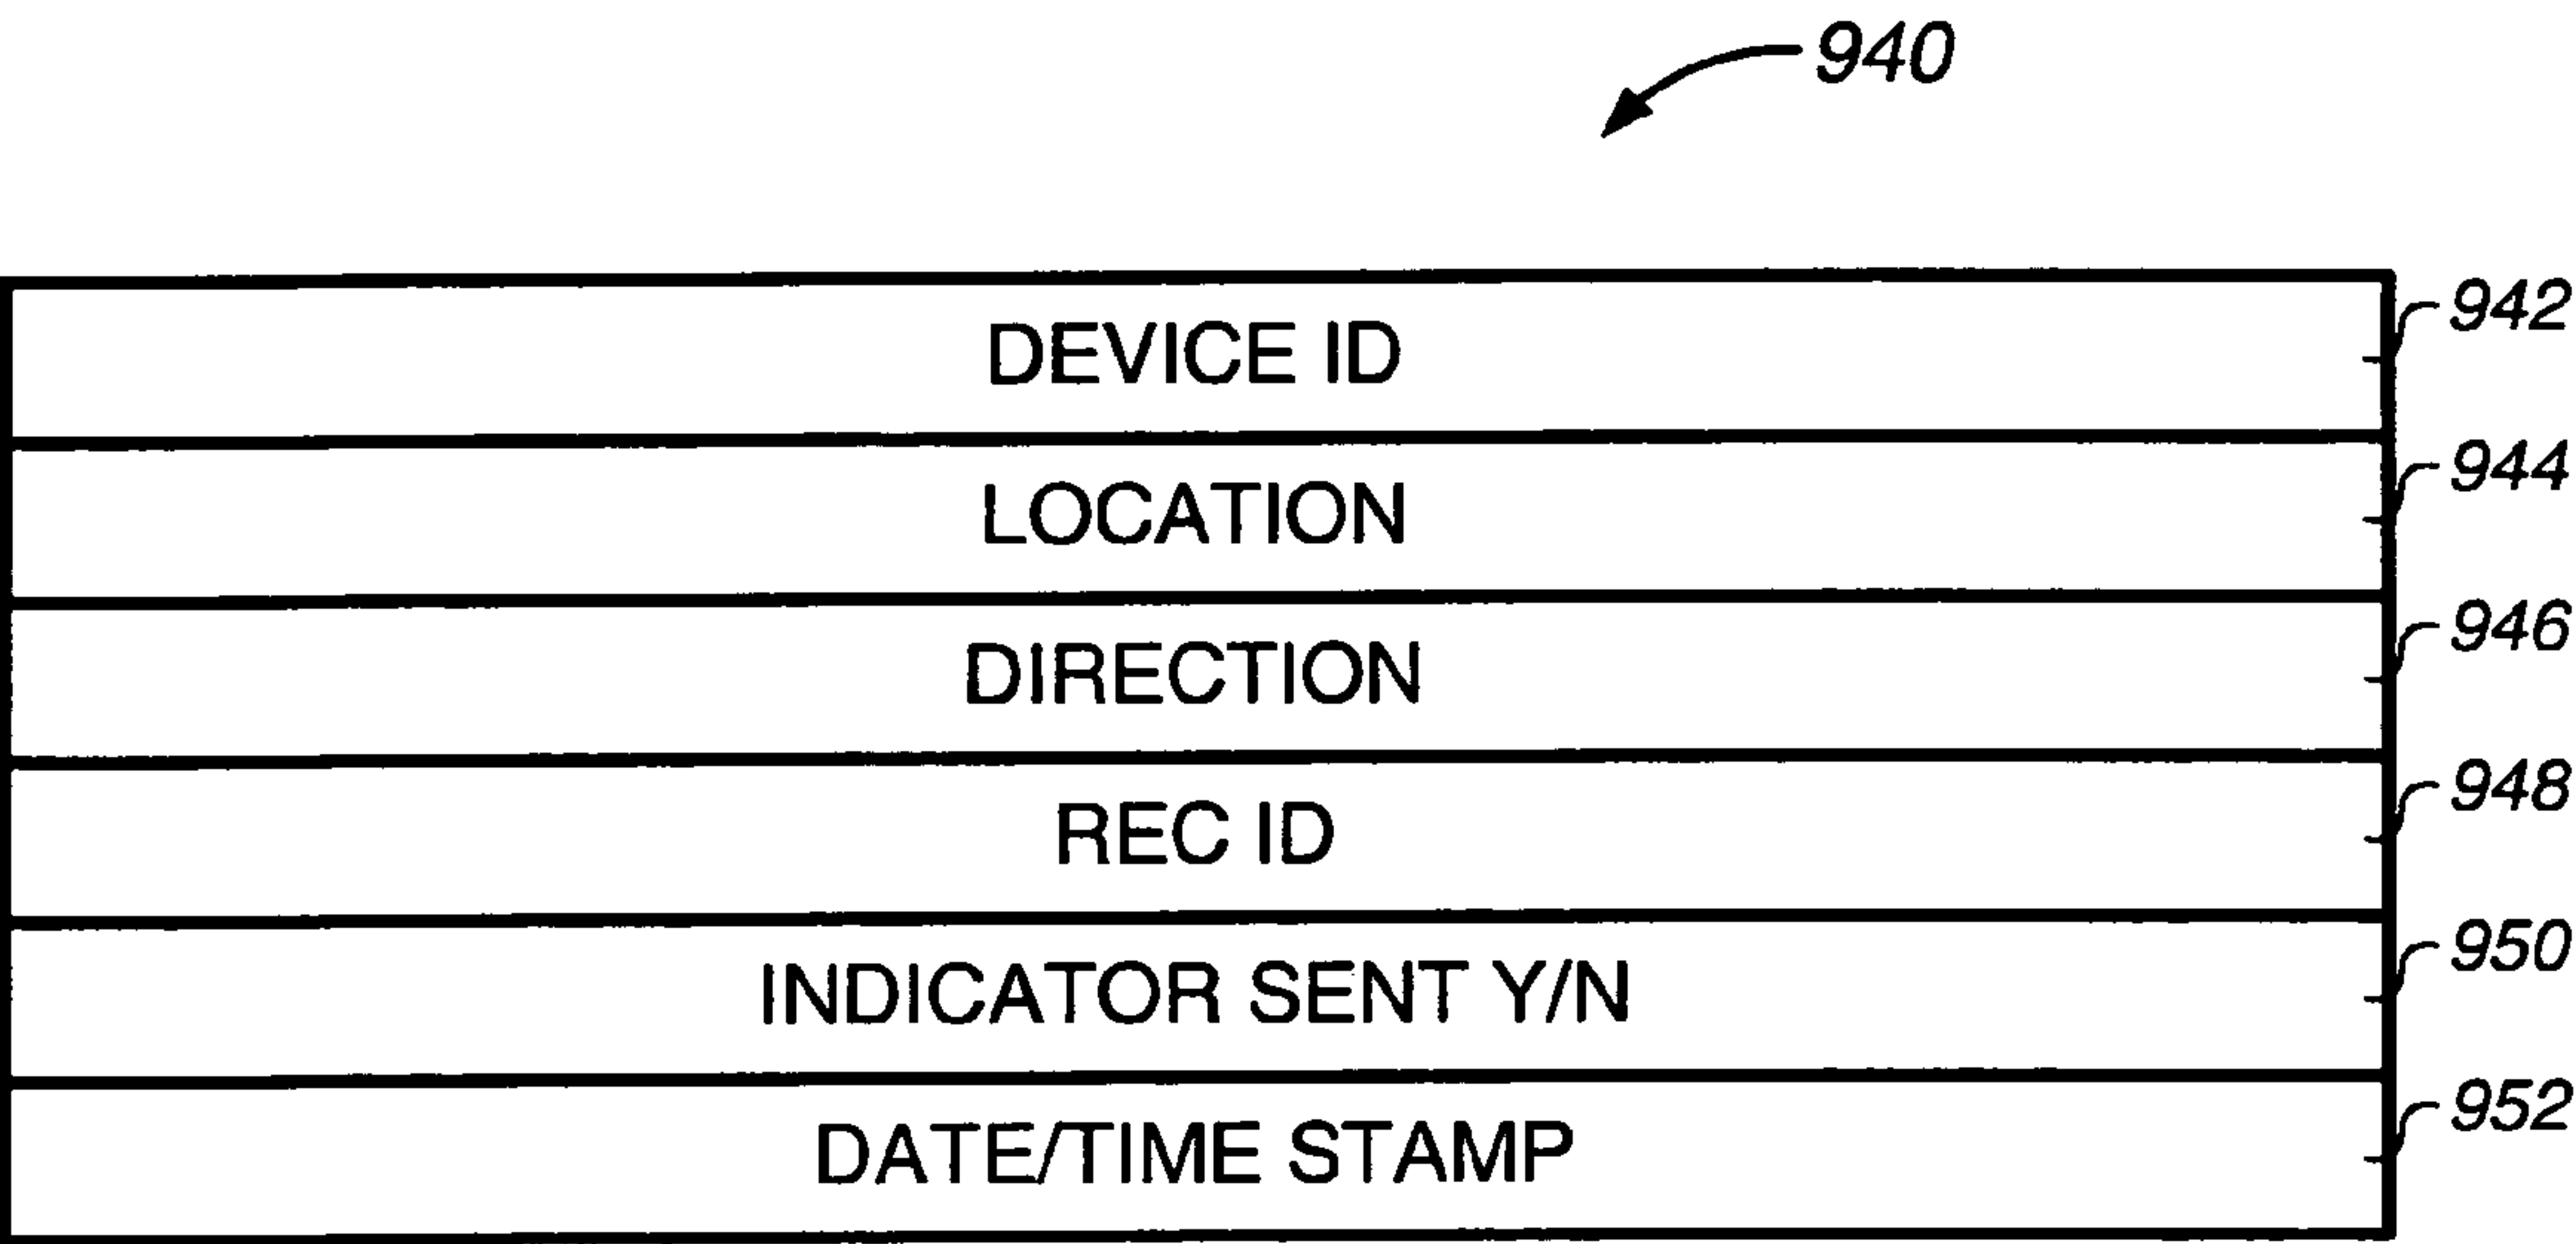 940
DEVICE ID 942
LOCATION 944
DIRECTION 946
REC ID 948
INDICATOR SENT Y/N 950
DATE/TIME STAMP 952